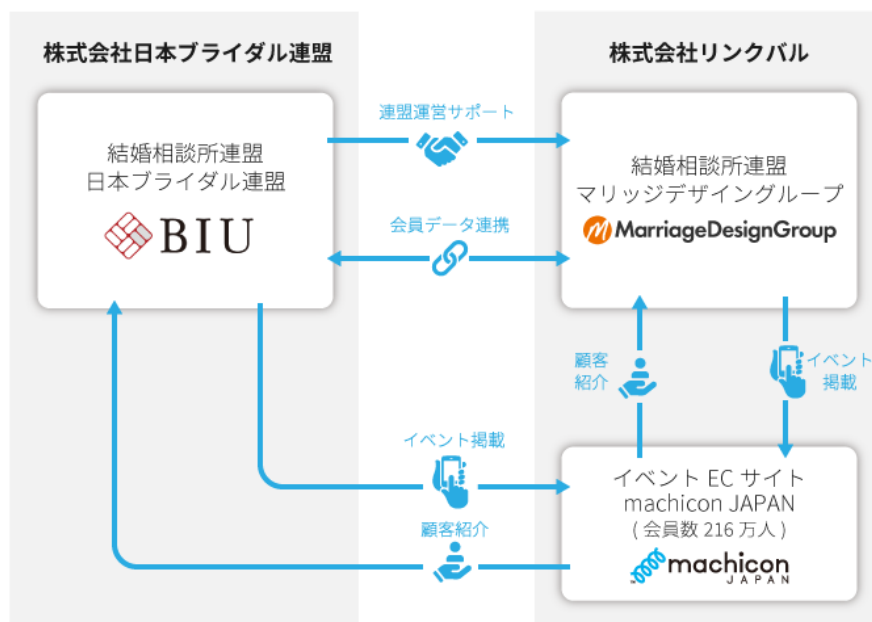 株式会社日本ブライダル連盟
株式会社リンクバル
結婚相談所連盟
日本ブライダル連盟
BIU
連盟運営サポート
会員データ連携
結婚相談所連盟
マリッジデザイングループ
MarriageDesignGroup
顧客
紹介
イベント
掲載
イベント掲載
顧客紹介
イベント EC サイト
machicon JAPAN
( 会員数 216 万人 )
machicon
JAPAN